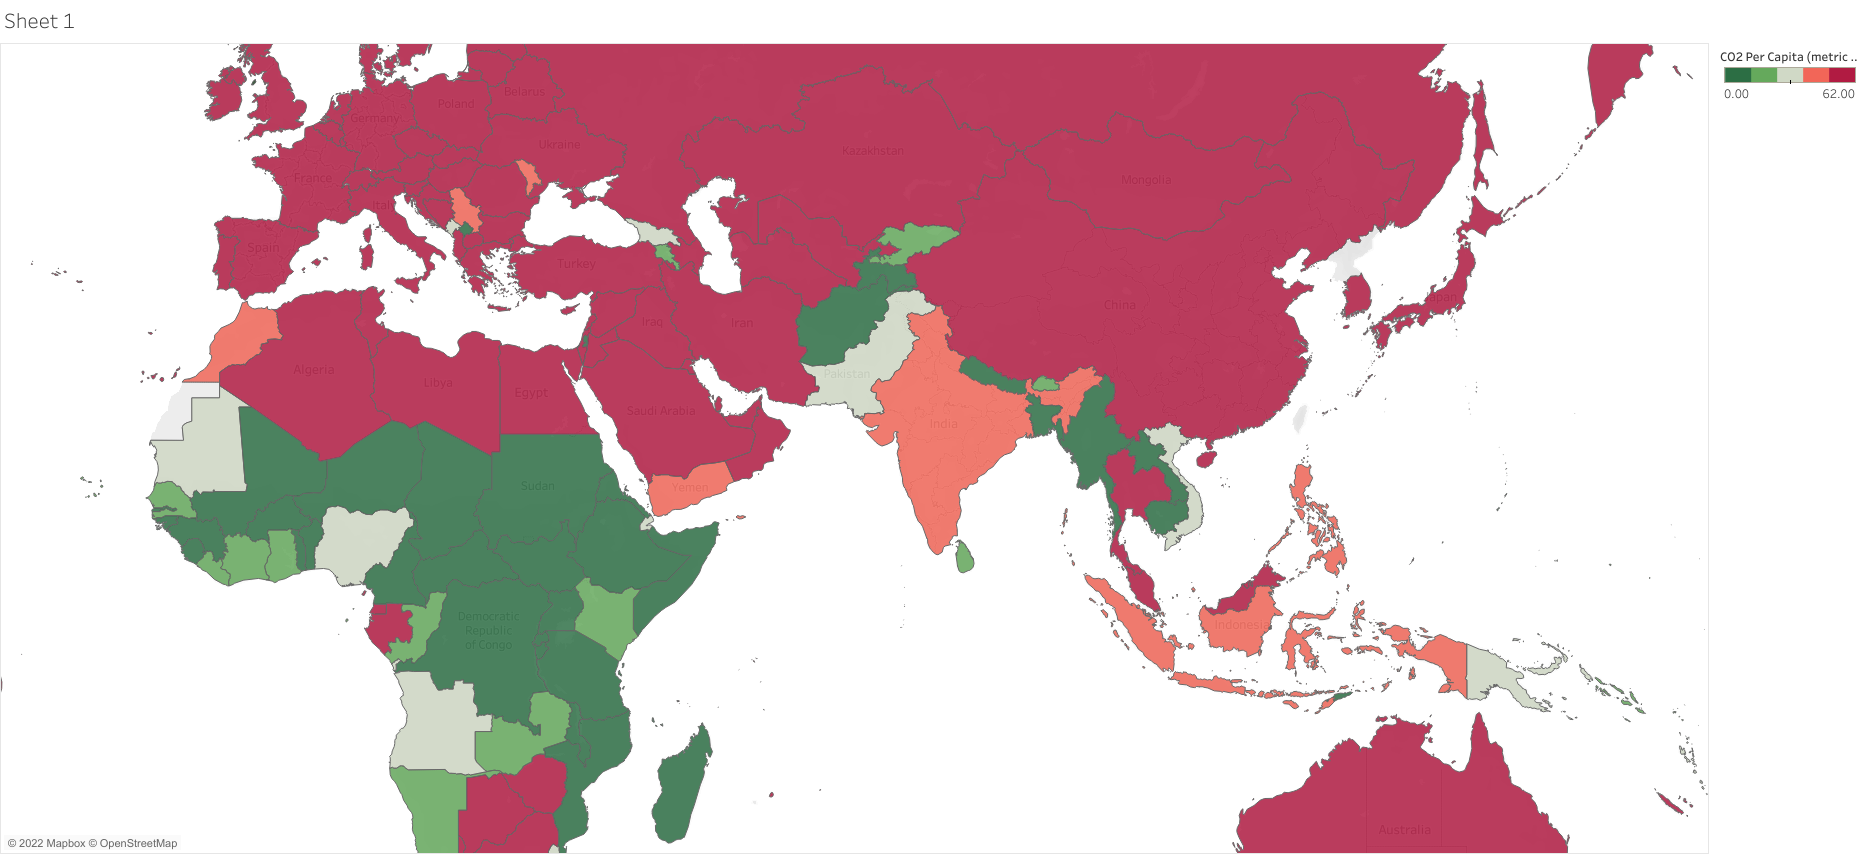 Sheet 1
CO2 Per Capita (metric ..
0.00
62.00
Belarus
Poland
Germany
Ukraine
France
Kazakhstan
Mongolia
Ital
Spain
Turkey
China
Japan
Iraq
Iran
Algeria
Pakistan
Libya
Egypt
Saudi Arabia
India
Sudan
Yemen
Democratic
Republic
of Congo
Indonesia
Australia
© 2022 Mapbox © OpenStreetMap